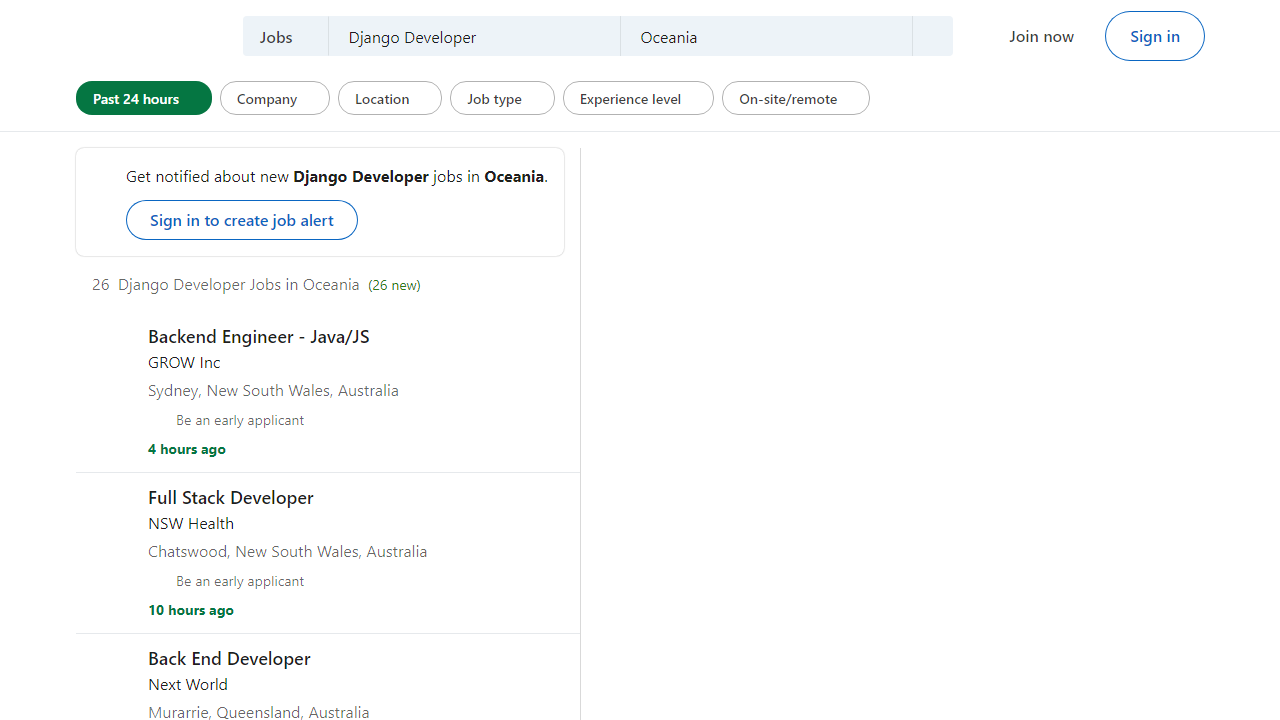 Jobs Django Developer Oceania Join now Sign in
Past 24 hours Company Location Job type Experience level On-site/remote
Get notified about new Django Developer jobs in Oceania.
Sign in to create job alert
26 Django Developer Jobs in Oceania (26 new)
Backend Engineer - Java/JS
GROW Inc
Sydney, New South Wales, Australia
Be an early applicant
4 hours ago
Full Stack Developer
NSW Health
Chatswood, New South Wales, Australia
Be an early applicant
10 hours ago
Back End Developer
Next World
Murarrie, Queensland, Australia